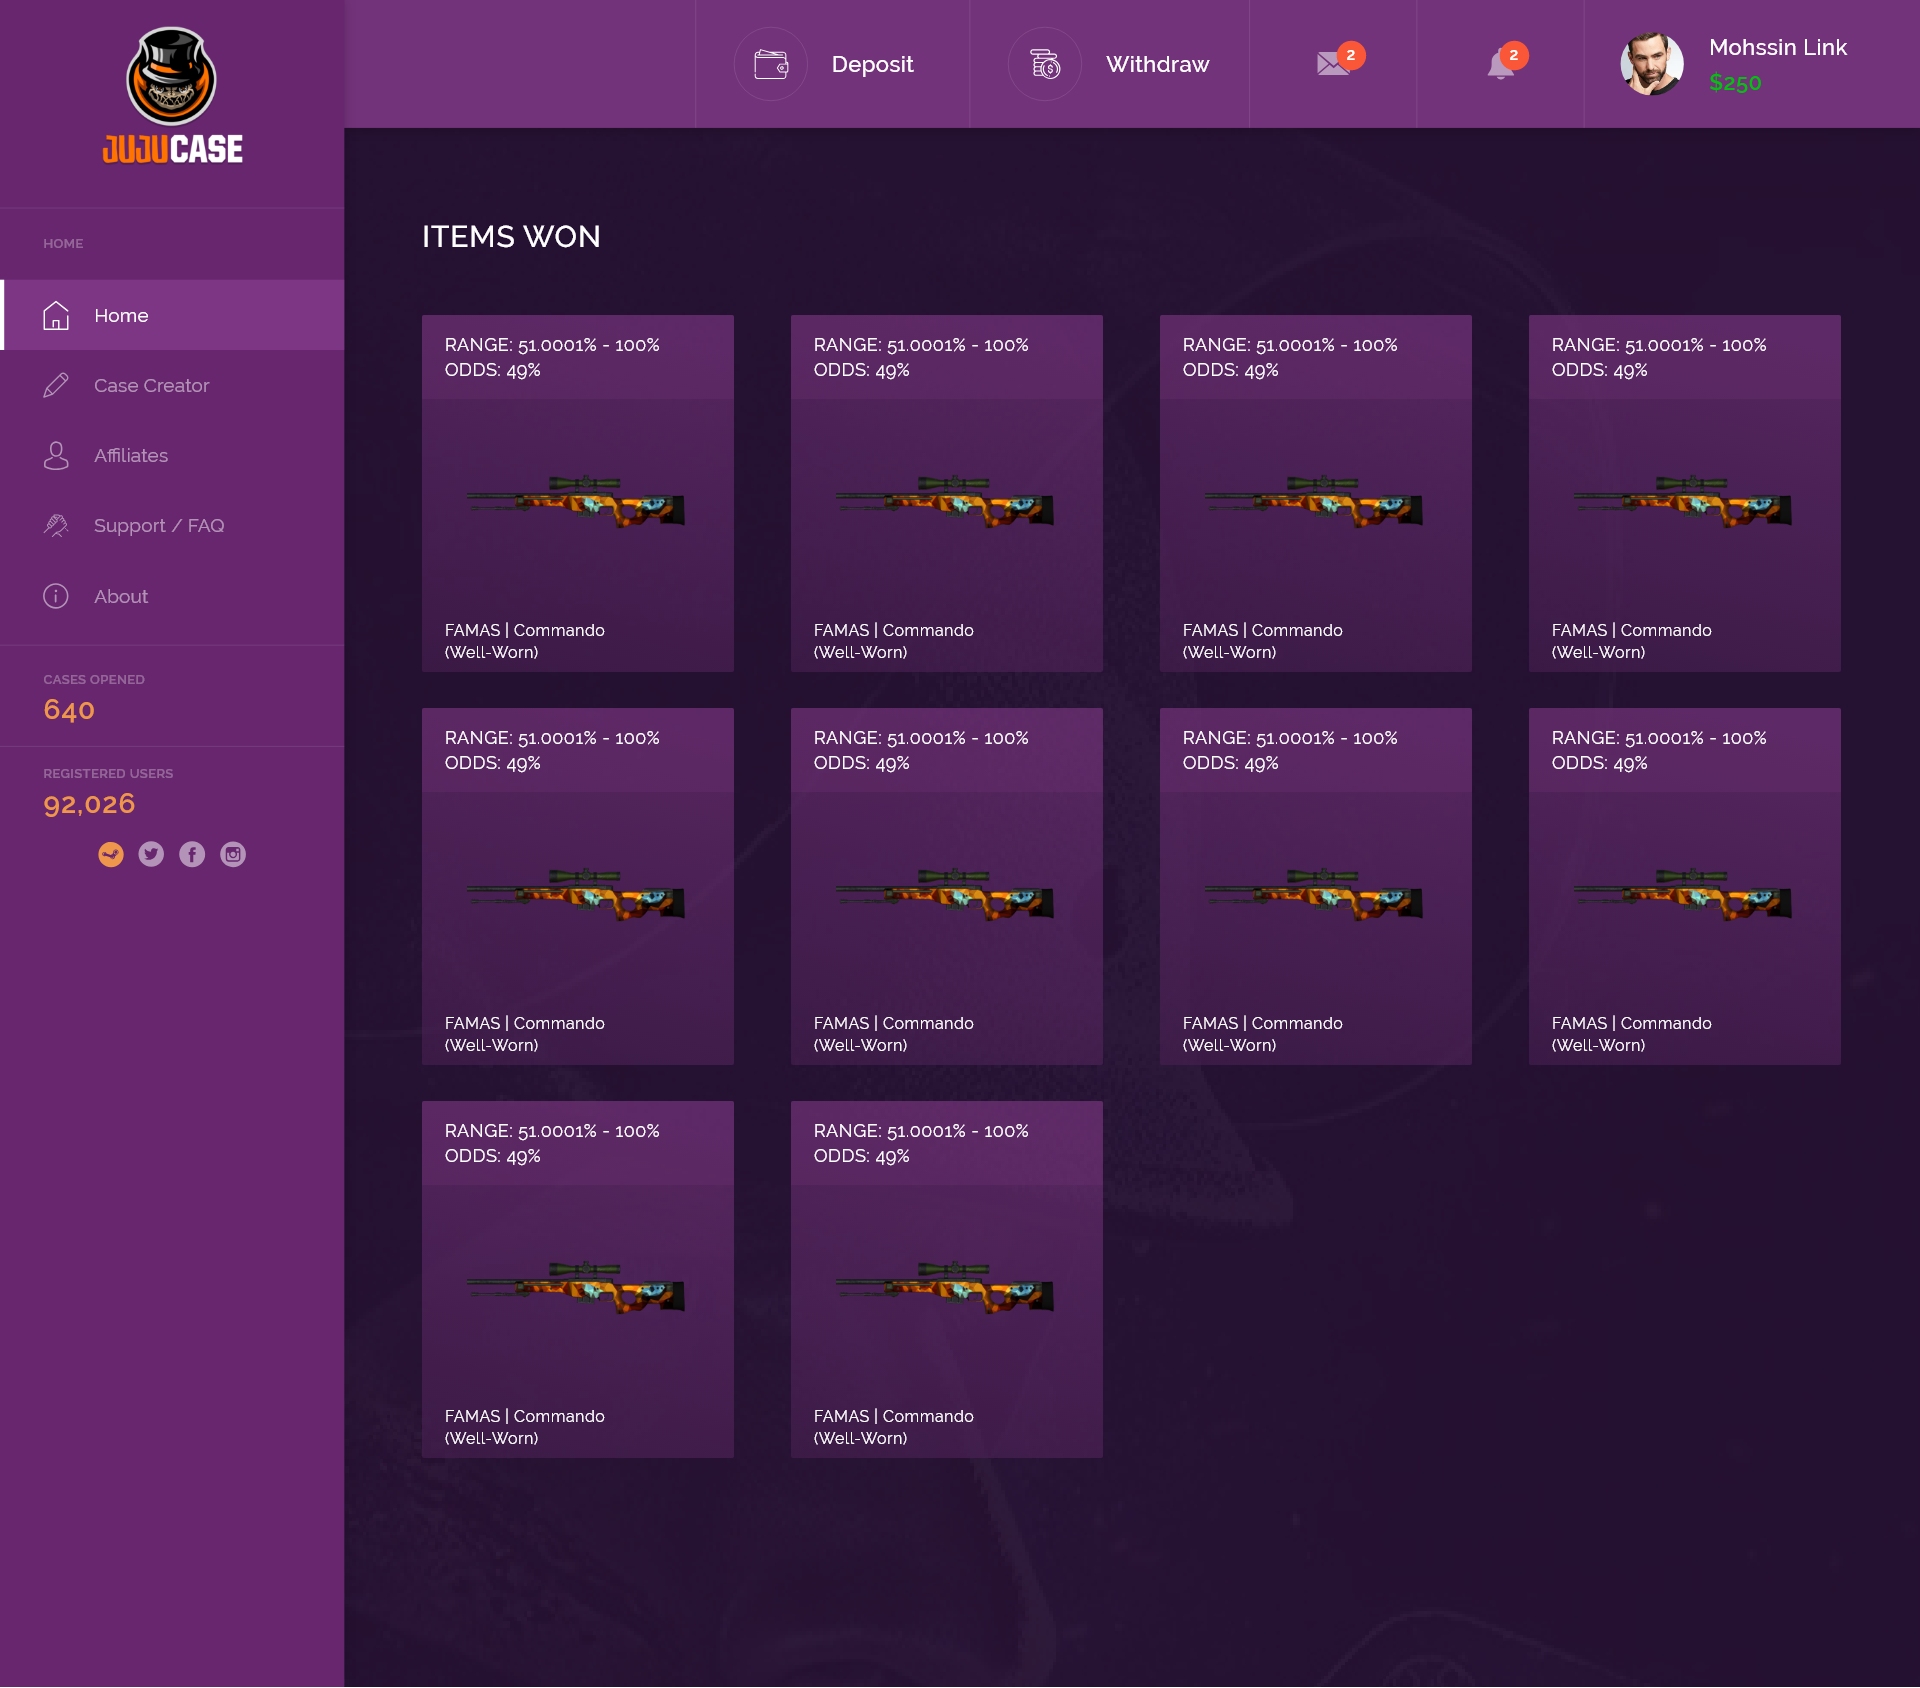 JUJUCASE
HOME
Home
Case Creator
Affiliates
Support / FAQ
About
CASES OPENED
640
REGISTERED USERS
92,026
Deposit
Withdraw
2
2
Mohssin Link
$250
ITEMS WON
RANGE: 51.0001% - 100%
ODDS: 49%
FAMAS | Commando
(Well-Worn)
RANGE: 51.0001% - 100%
ODDS: 49%
FAMAS | Commando
(Well-Worn)
RANGE: 51.0001% - 100%
ODDS: 49%
FAMAS | Commando
(Well-Worn)
RANGE: 51.0001% - 100%
ODDS: 49%
FAMAS | Commando
(Well-Worn)
RANGE: 51.0001% - 100%
ODDS: 49%
FAMAS | Commando
(Well-Worn)
RANGE: 51.0001% - 100%
ODDS: 49%
FAMAS | Commando
(Well-Worn)
RANGE: 51.0001% - 100%
ODDS: 49%
FAMAS | Commando
(Well-Worn)
RANGE: 51.0001% - 100%
ODDS: 49%
FAMAS | Commando
(Well-Worn)
RANGE: 51.0001% - 100%
ODDS: 49%
FAMAS | Commando
(Well-Worn)
RANGE: 51.0001% - 100%
ODDS: 49%
FAMAS | Commando
(Well-Worn)